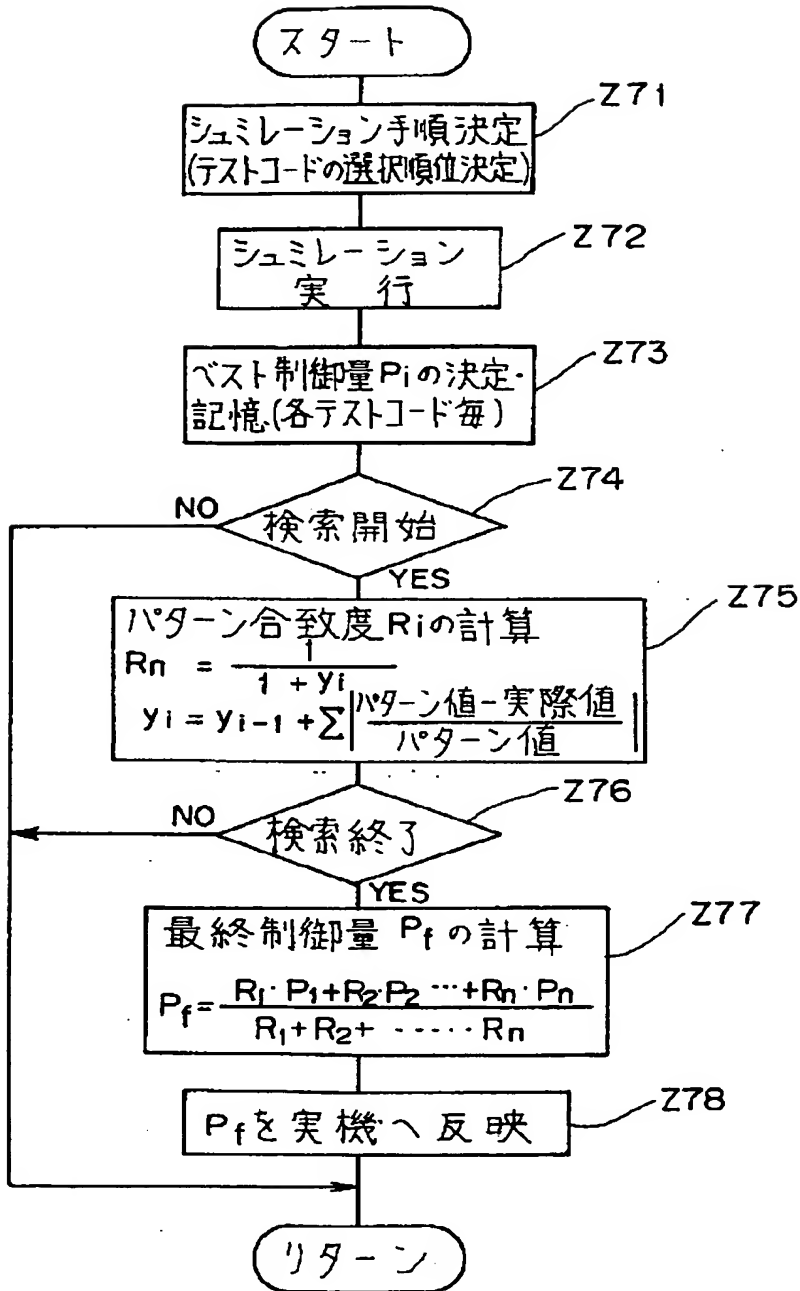 スタート
Z71
シュミレーション手順決定
(テストコードの選択順位決定)
Z72
シュミレーション
実 行
Z73
ベスト制御量Piの決定・
記憶(各テストコード毎)
Z74
NO
検索開始
YES
Z75
パターン合致度Riの計算
Rn = 1 / 1 + yi
yi = yi-1 + Σ|パターン値-実際値 / パターン値|
Z76
NO
検索終了
YES
Z77
最終制御量 Pf の計算
Pf = R1・P1+R2・P2 …+Rn・Pn / R1+R2+ ・・・・・ Rn
Z78
Pfを実機へ反映
リターン